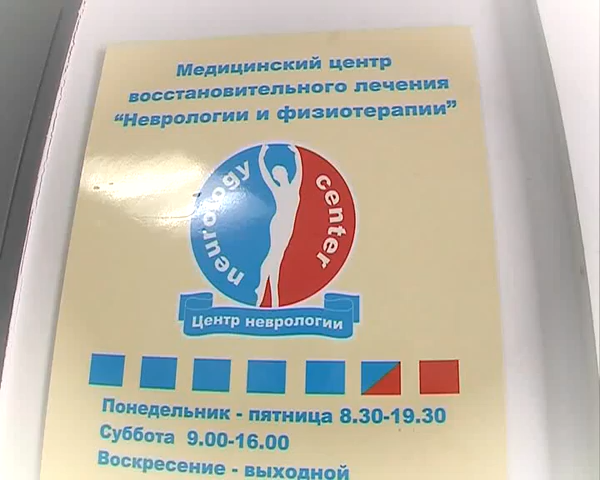 Медицинский центр
восстановительного лечения
“Неврологии и физиотерапии”
neurology center
Центр неврологии
Понедельник - пятница 8.30-19.30
Суббота 9.00-16.00
Воскресение - выходной